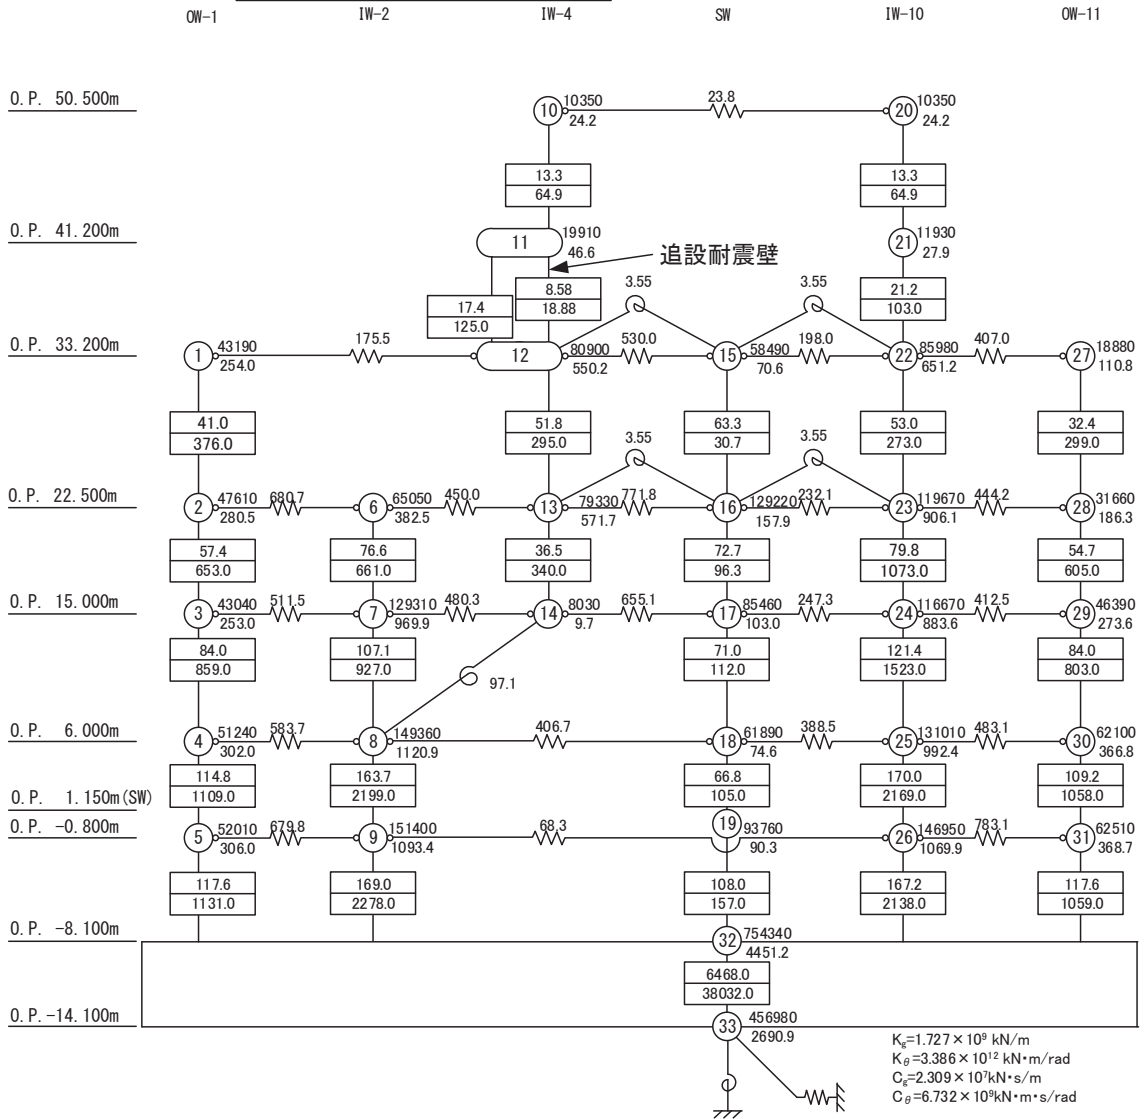 OW-1 IW-2 IW-4 SW IW-10 OW-11
O.P. 50.500m
10 10350 24.2
23.8
20 10350 24.2
13.3 64.9
13.3 64.9
O.P. 41.200m
11 19910 46.6
21 11930 27.9
追設耐震壁
17.4 125.0
8.58 18.88
3.55
3.55
21.2 103.0
O.P. 33.200m
1 43190 254.0
175.5
12 80900 550.2
530.0
15 58490 70.6
198.0
22 85980 651.2
407.0
27 18880 110.8
41.0 376.0
51.8 295.0
63.3 30.7
53.0 273.0
32.4 299.0
3.55
3.55
O.P. 22.500m
2 47610 280.5
680.7
6 65050 382.5
450.0
13 79330 571.7
771.8
16 129220 157.9
232.1
23 119670 906.1
444.2
28 31660 186.3
57.4 653.0
76.6 661.0
36.5 340.0
72.7 96.3
79.8 1073.0
54.7 605.0
O.P. 15.000m
3 43040 253.0
511.5
7 129310 969.9
480.3
14 8030 9.7
655.1
17 85460 103.0
247.3
24 116670 883.6
412.5
29 46390 273.6
84.0 859.0
107.1 927.0
97.1
71.0 112.0
121.4 1523.0
84.0 803.0
O.P. 6.000m
4 51240 302.0
583.7
8 149360 1120.9
406.7
18 61890 74.6
388.5
25 131010 992.4
483.1
30 62100 366.8
114.8 1109.0
163.7 2199.0
66.8 105.0
170.0 2169.0
109.2 1058.0
O.P. 1.150m(SW)
19 93760 90.3
O.P. -0.800m
5 52010 306.0
679.8
9 151400 1093.4
68.3
26 146950 1069.9
783.1
31 62510 368.7
117.6 1131.0
169.0 2278.0
108.0 157.0
167.2 2138.0
117.6 1059.0
O.P. -8.100m
32 754340 4451.2
6468.0 38032.0
O.P.-14.100m
33 456980 2690.9
Kg=1.727×10⁹ kN/m
Kθ=3.386×10¹² kN・m/rad
Cg=2.309×10⁷kN・s/m
Cθ=6.732×10⁹kN・m・s/rad